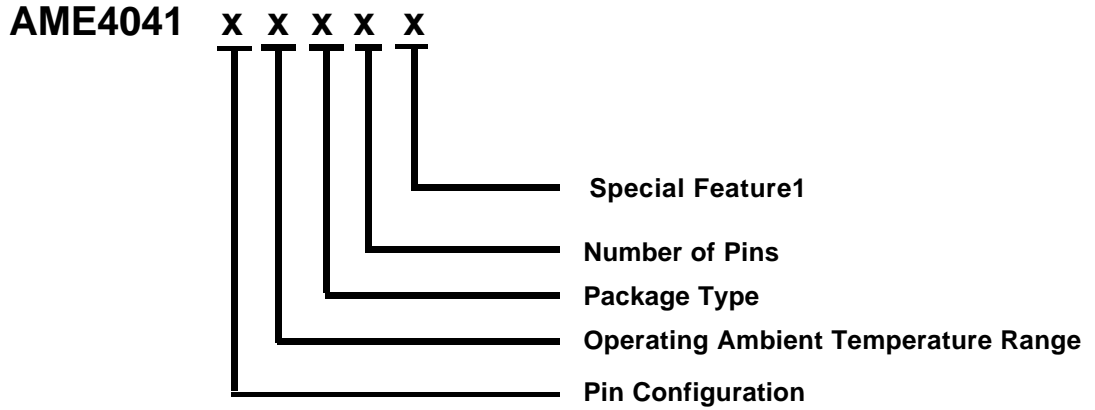 AME4041 x x x x x
Special Feature1
Number of Pins
Package Type
Operating Ambient Temperature Range
Pin Configuration